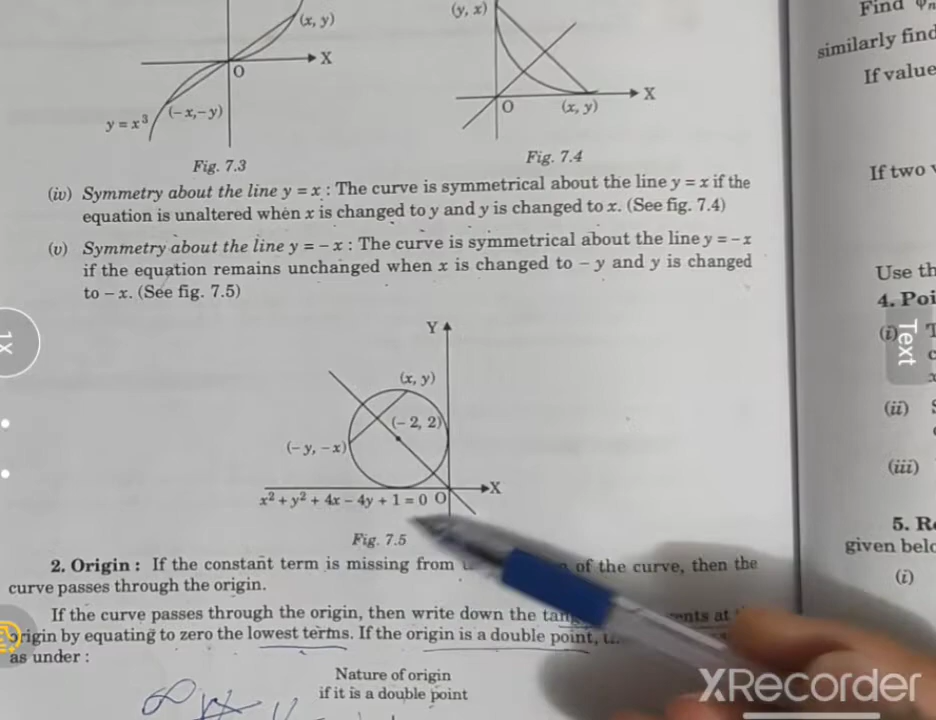 (x, y)
X
O
(– x,– y)
y = x³
Fig. 7.3
(y, x)
X
O
(x, y)
Fig. 7.4
(iv) Symmetry about the line y = x : The curve is symmetrical about the line y = x if the
equation is unaltered when x is changed to y and y is changed to x. (See fig. 7.4)
(v) Symmetry about the line y = – x : The curve is symmetrical about the line y = – x
if the equation remains unchanged when x is changed to – y and y is changed
to – x. (See fig. 7.5)
Y
(x, y)
(– 2, 2)
(– y, – x)
X
x² + y² + 4x – 4y + 1 = 0 O
Fig. 7.5
2. Origin : If the constant term is missing from of the curve, then the
curve passes through the origin.
If the curve passes through the origin, then write down the at
origin by equating to zero the lowest terms. If the origin is a double point,
as under :
Nature of origin
if it is a double point
Find
similarly find
If value
If two
Use th
4. Poi
(i) T
(ii)
(iii)
5. R
given belo
(i)
1X
Text
XRecorder